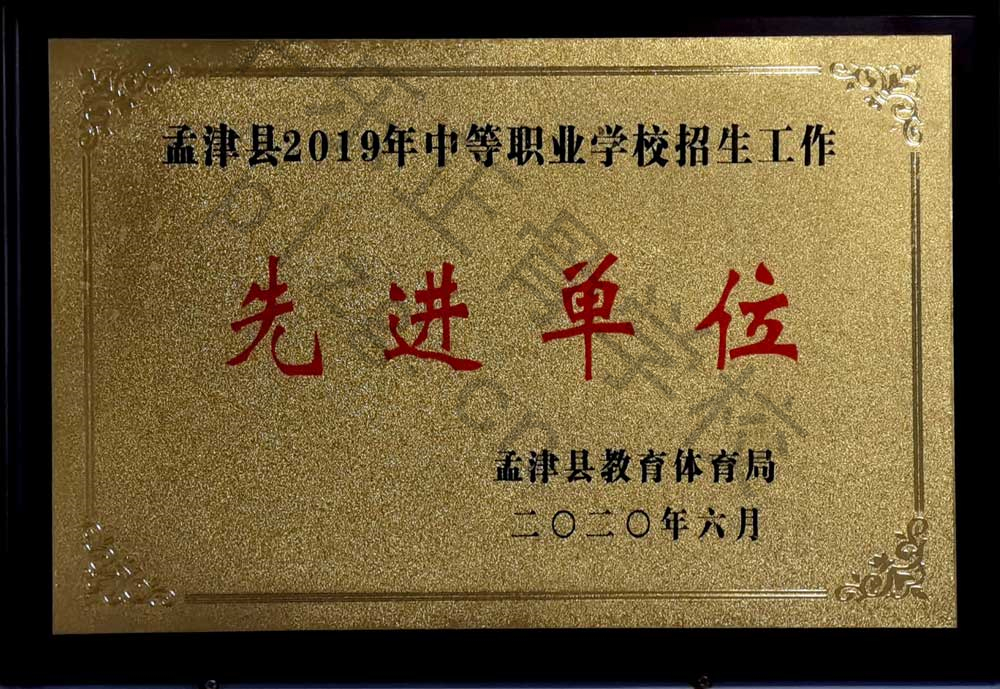 孟津县2019年中等职业学校招生工作
先进单位
孟津县教育体育局
二〇二〇年六月